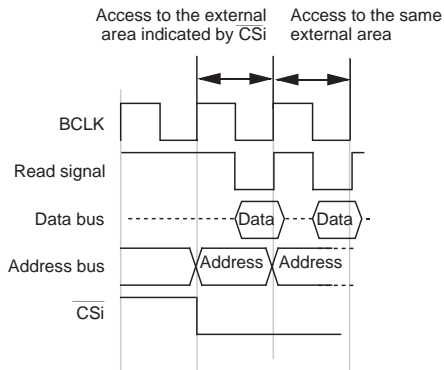 Access to the external
area indicated by CSi
Access to the same
external area
BCLK
Read signal
Data bus
Data
Data
Address bus
Address
Address
CSi